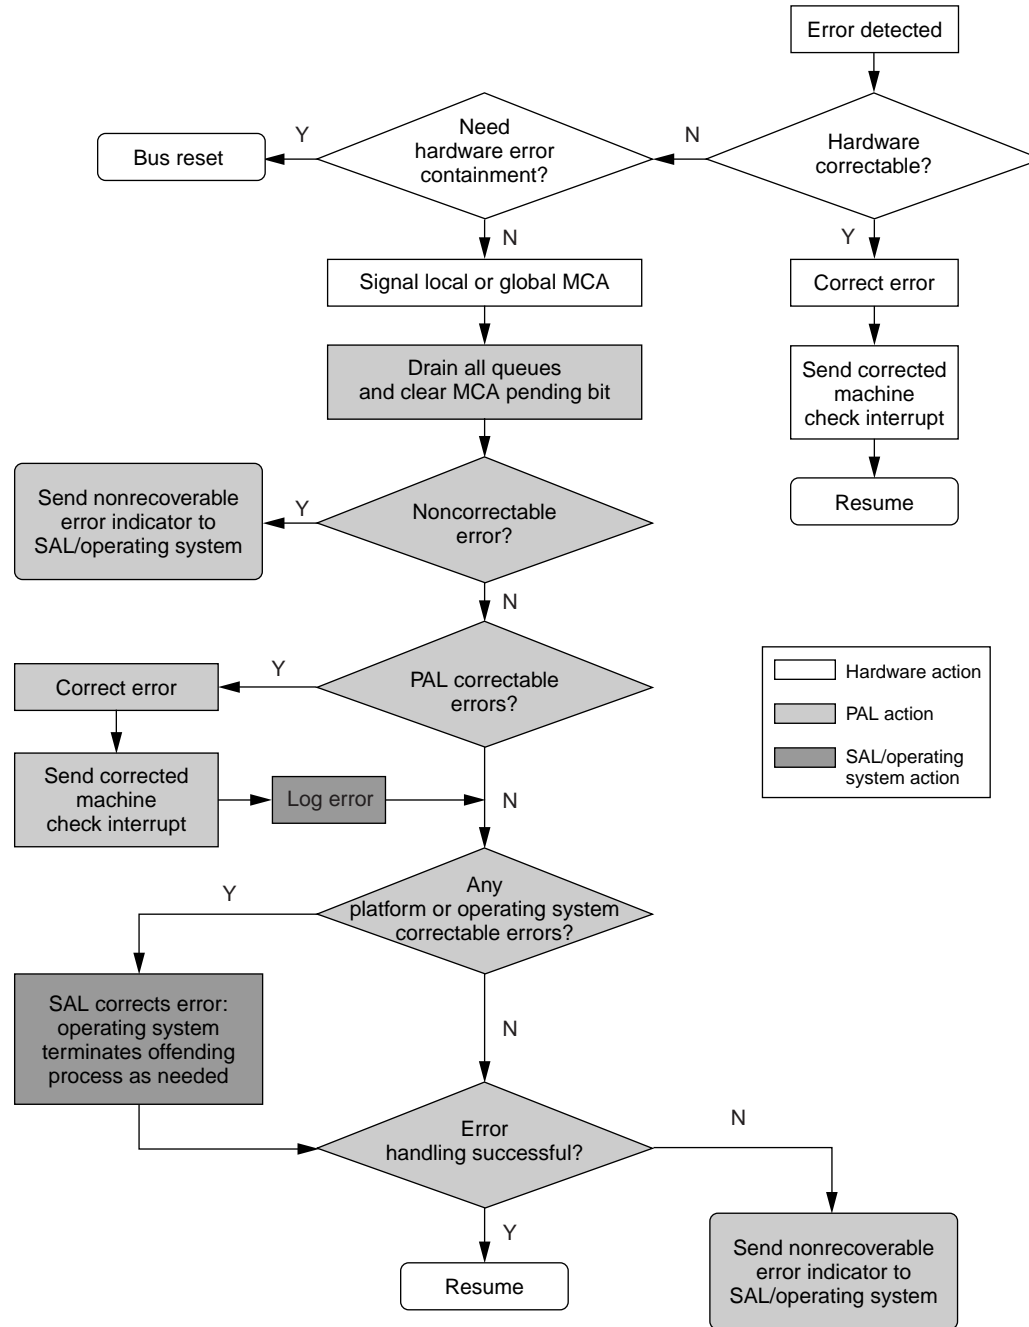 Error detected
Need
hardware error
containment?
Y
Bus reset
N
Hardware
correctable?
N
Y
Signal local or global MCA
Correct error
Drain all queues
and clear MCA pending bit
Send corrected
machine
check interrupt
Resume
Send nonrecoverable
error indicator to
SAL/operating system
Y
Noncorrectable
error?
N
Y
Correct error
PAL correctable
errors?
Hardware action
PAL action
SAL/operating
system action
Send corrected
machine
check interrupt
Log error
N
Any
platform or operating system
correctable errors?
Y
SAL corrects error:
operating system
terminates offending
process as needed
N
Error
handling successful?
N
Y
Resume
Send nonrecoverable
error indicator to
SAL/operating system